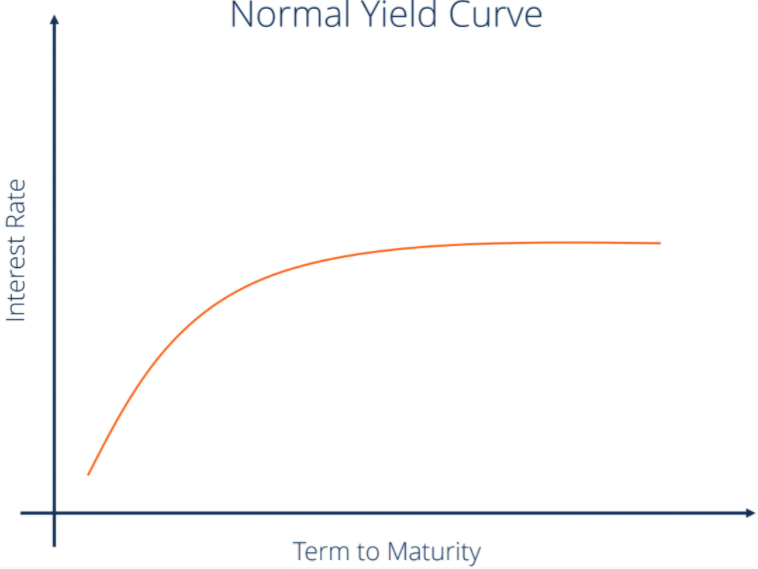 Normal Yield Curve
Interest Rate
Term to Maturity